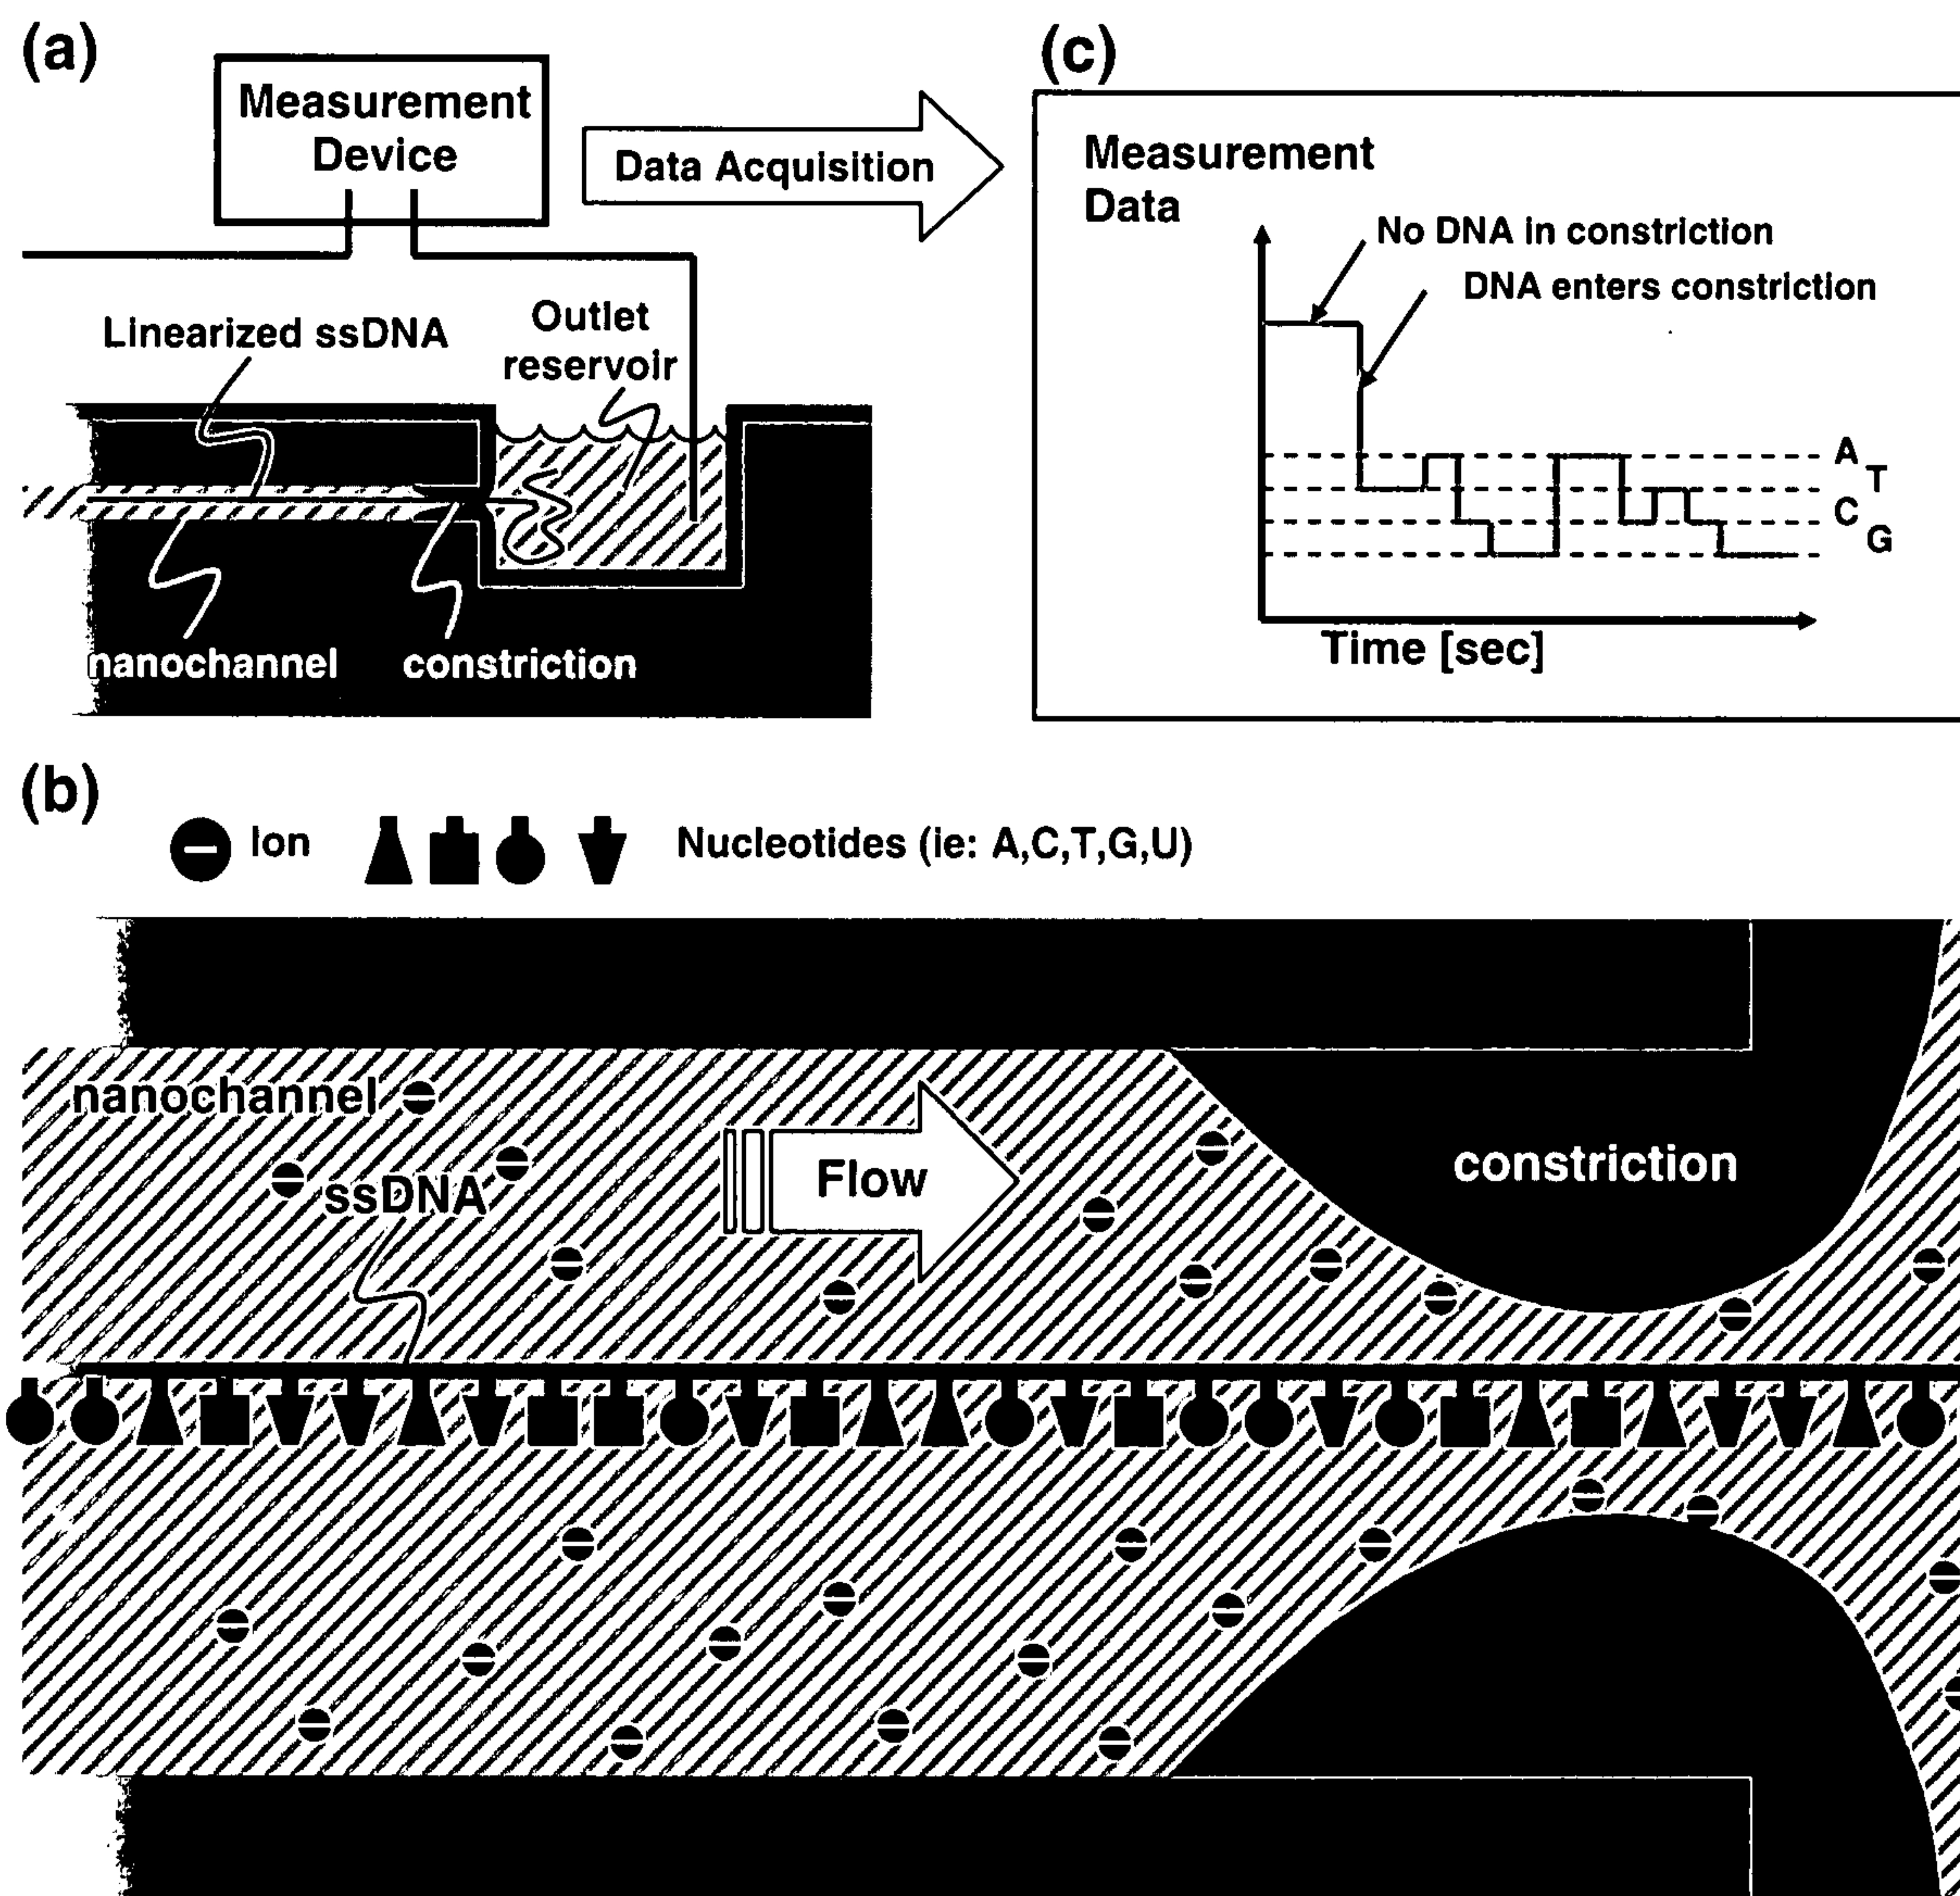 (a)
Measurement
Device
Data Acquisition
Linearized ssDNA
Outlet
reservoir
nanochannel
constriction
(c)
Measurement
Data
No DNA in constriction
DNA enters constriction
A
T
C
G
Time [sec]
(b)
Ion
Nucleotides (ie: A,C,T,G,U)
nanochannel
ssDNA
Flow
constriction